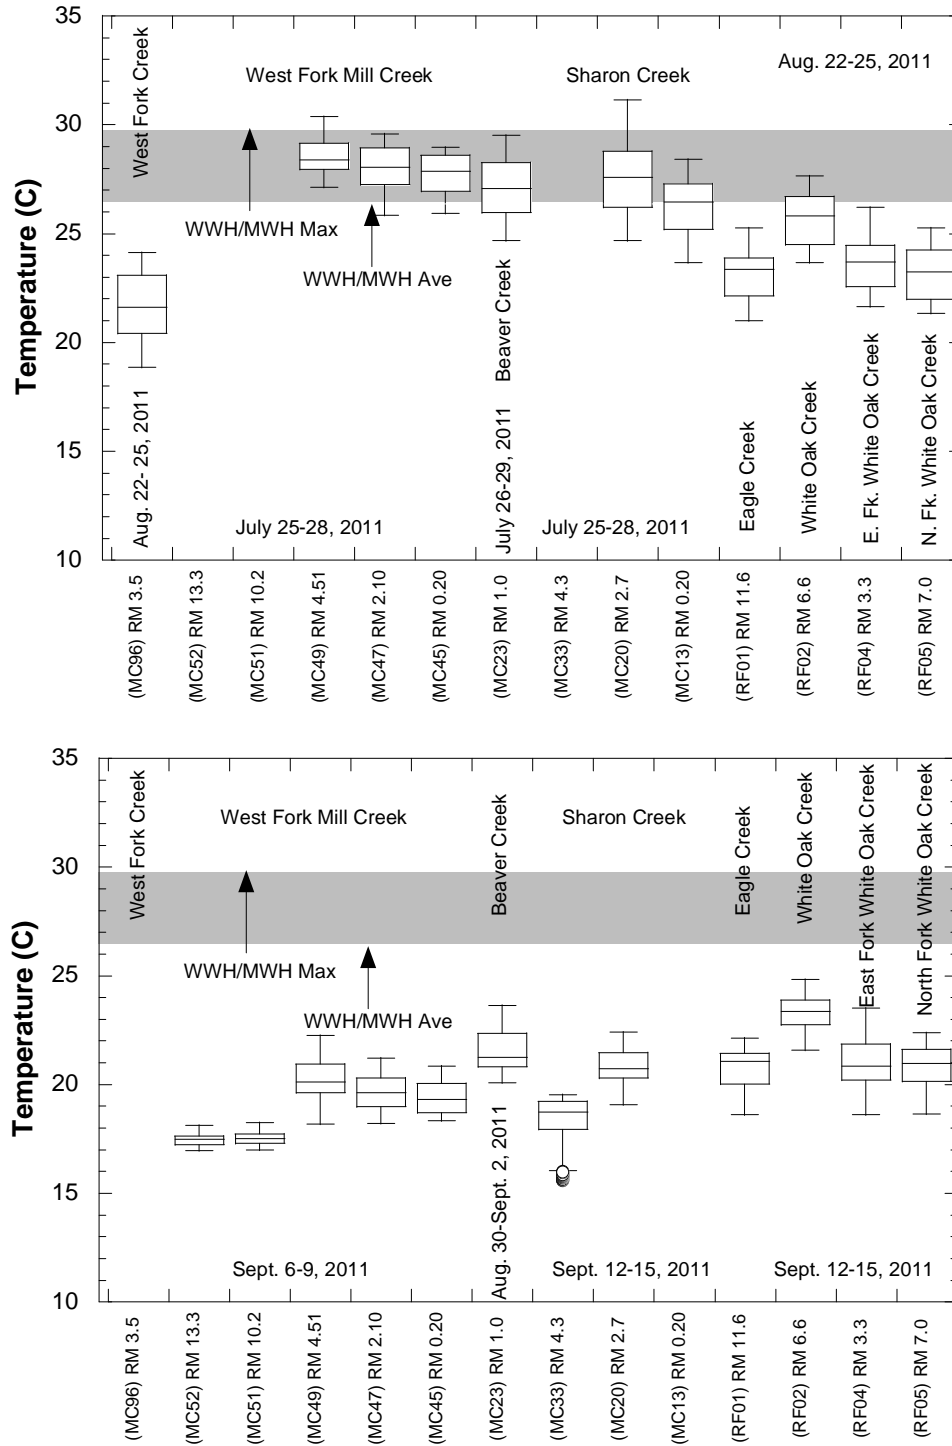 35
30
25
20
15
10
Temperature (C)
West Fork Creek
West Fork Mill Creek
Sharon Creek
Aug. 22-25, 2011
WWH/MWH Max
WWH/MWH Ave
Beaver Creek
Eagle Creek
White Oak Creek
E. Fk. White Oak Creek
N. Fk. White Oak Creek
Aug. 22- 25, 2011
July 25-28, 2011
July 26-29, 2011
July 25-28, 2011
(MC96) RM 3.5
(MC52) RM 13.3
(MC51) RM 10.2
(MC49) RM 4.51
(MC47) RM 2.10
(MC45) RM 0.20
(MC23) RM 1.0
(MC33) RM 4.3
(MC20) RM 2.7
(MC13) RM 0.20
(RF01) RM 11.6
(RF02) RM 6.6
(RF04) RM 3.3
(RF05) RM 7.0
35
30
25
20
15
10
Temperature (C)
West Fork Creek
West Fork Mill Creek
Beaver Creek
Sharon Creek
Eagle Creek
White Oak Creek
East Fork White Oak Creek
North Fork White Oak Creek
WWH/MWH Max
WWH/MWH Ave
Sept. 6-9, 2011
Aug. 30-Sept. 2, 2011
Sept. 12-15, 2011
Sept. 12-15, 2011
(MC96) RM 3.5
(MC52) RM 13.3
(MC51) RM 10.2
(MC49) RM 4.51
(MC47) RM 2.10
(MC45) RM 0.20
(MC23) RM 1.0
(MC33) RM 4.3
(MC20) RM 2.7
(MC13) RM 0.20
(RF01) RM 11.6
(RF02) RM 6.6
(RF04) RM 3.3
(RF05) RM 7.0